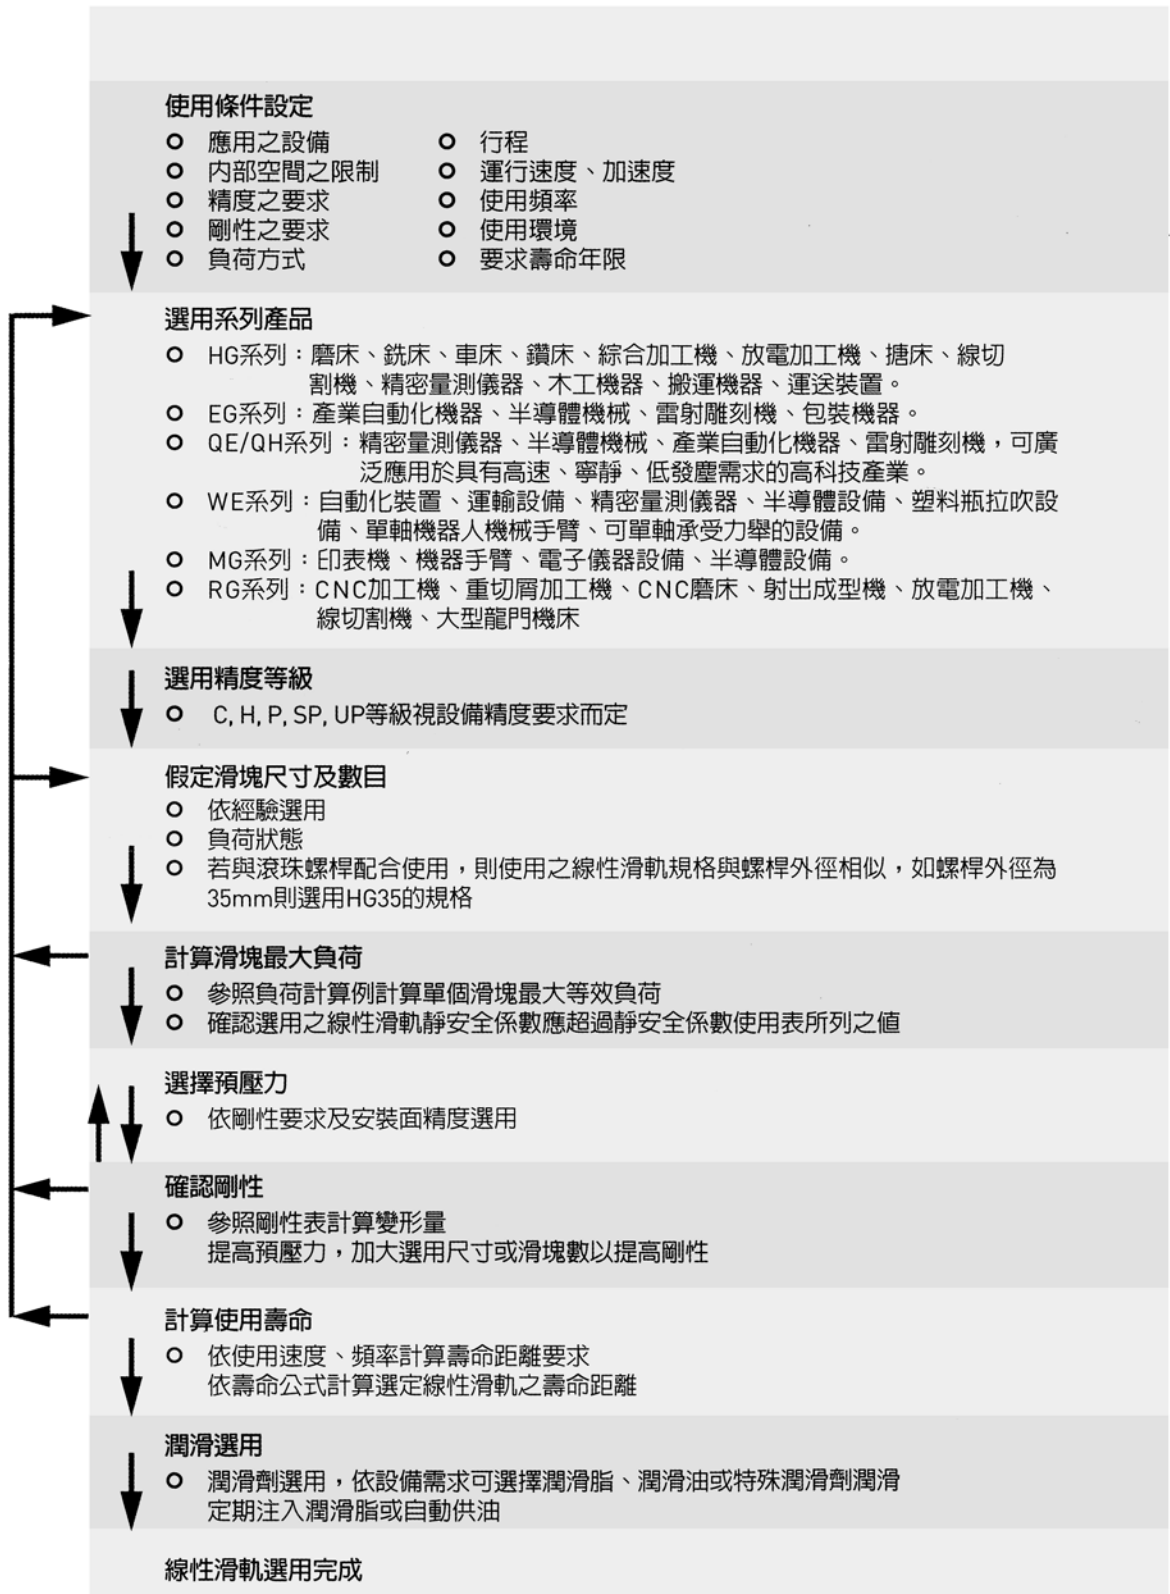 使用條件設定
應用之設備
内部空間之限制
精度之要求
剛性之要求
負荷方式
行程
運行速度、加速度
使用頻率
使用環境
要求壽命年限
選用系列產品
HG系列：磨床、銑床、車床、鑽床、綜合加工機、放電加工機、搪床、線切
割機、精密量測儀器、木工機器、搬運機器、運送裝置。
EG系列：產業自動化機器、半導體機械、雷射雕刻機、包裝機器。
QE/QH系列：精密量測儀器、半導體機械、產業自動化機器、雷射雕刻機，可廣
泛應用於具有高速、寧靜、低發塵需求的高科技產業。
WE系列：自動化裝置、運輸設備、精密量測儀器、半導體設備、塑料瓶拉吹設
備、單軸機器人機械手臂、可單軸承受力舉的設備。
MG系列：印表機、機器手臂、電子儀器設備、半導體設備。
RG系列：CNC加工機、重切屑加工機、CNC磨床、射出成型機、放電加工機、
線切割機、大型龍門機床
選用精度等級
C, H, P, SP, UP等級視設備精度要求而定
假定滑塊尺寸及數目
依經驗選用
負荷狀態
若與滾珠螺桿配合使用，則使用之線性滑軌規格與螺桿外徑相似，如螺桿外徑為
35mm則選用HG35的規格
計算滑塊最大負荷
參照負荷計算例計算單個滑塊最大等效負荷
確認選用之線性滑軌靜安全係數應超過靜安全係數使用表所列之值
選擇預壓力
依剛性要求及安裝面精度選用
確認剛性
參照剛性表計算變形量
提高預壓力，加大選用尺寸或滑塊數以提高剛性
計算使用壽命
依使用速度、頻率計算壽命距離要求
依壽命公式計算選定線性滑軌之壽命距離
潤滑選用
潤滑劑選用，依設備需求可選擇潤滑脂、潤滑油或特殊潤滑劑潤滑
定期注入潤滑脂或自動供油
線性滑軌選用完成